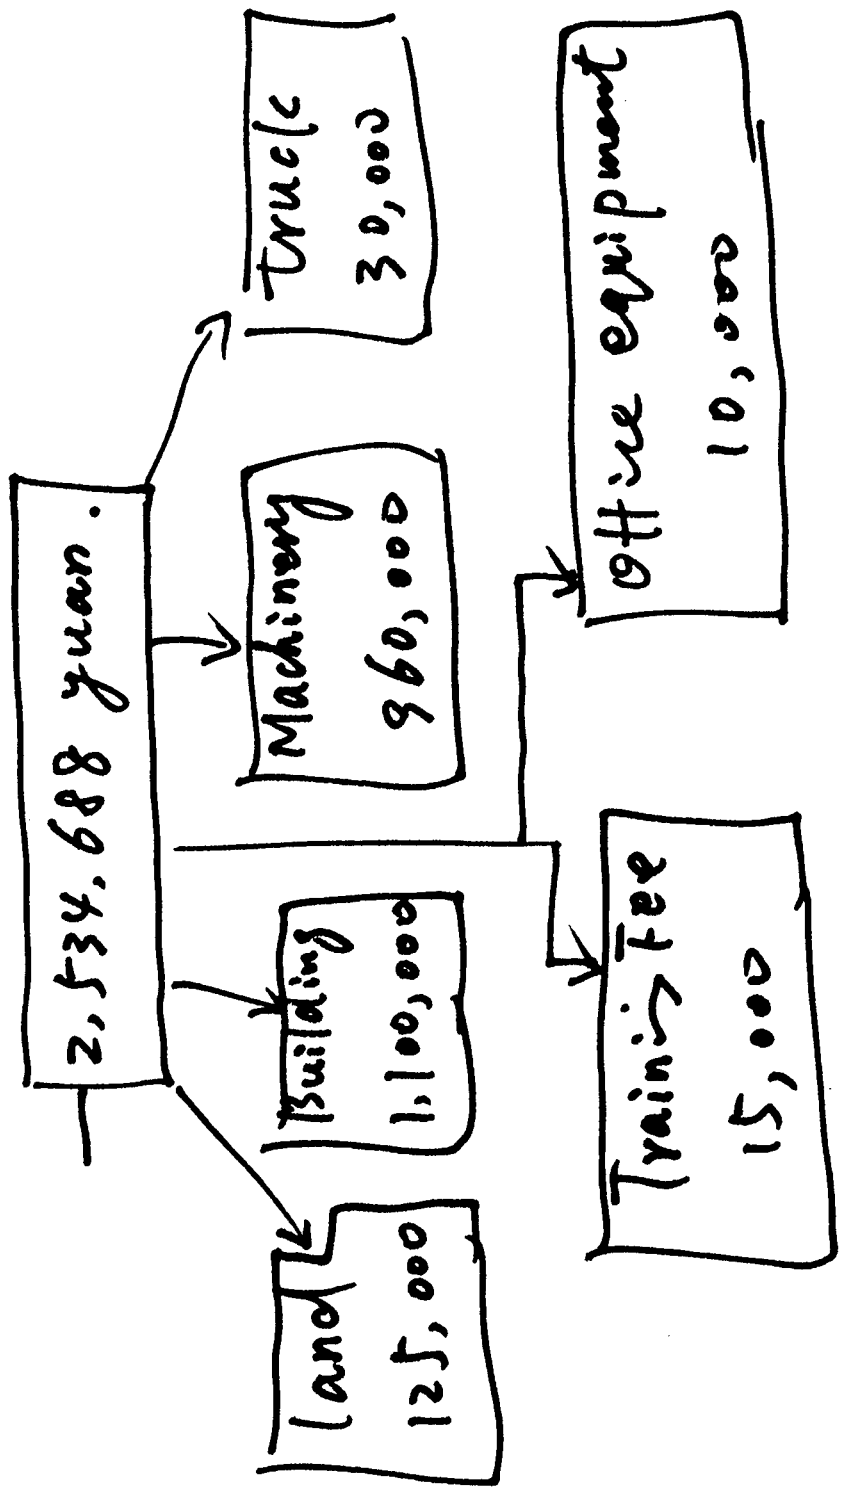 2,534.688 yuan.
land
125,000
Building
1,100,000
Machinery
960,000
truck
30,000
Training Fee
15,000
Office equipment
10,000